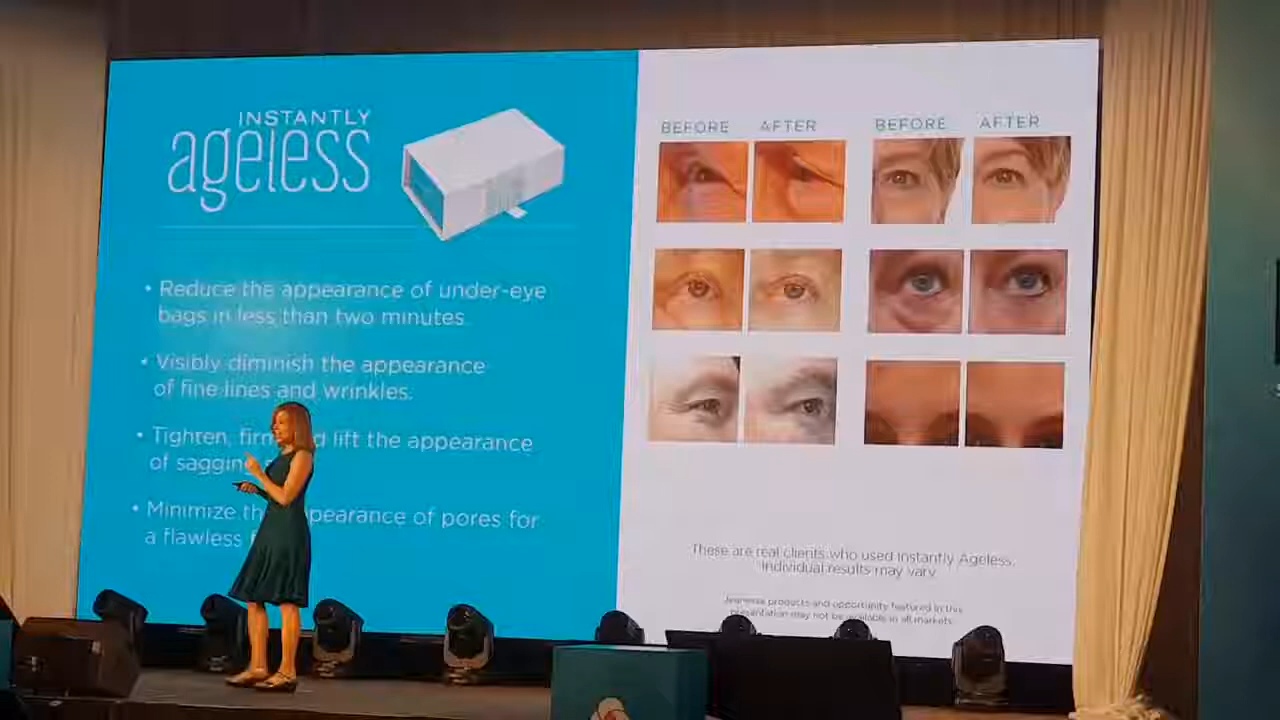 INSTANTLY
ageless
• Reduce the appearance of under-eye
bags in less than two minutes.
• Visibly diminish the appearance
of fine lines and wrinkles.
• Tighten, firm d lift the appearance
of sagging
• Minimize th pearance of pores for
a flawless f
BEFORE AFTER BEFORE AFTER
These are real clients who used Instantly Ageless.
Individual results may vary
Jeunesse products and opportunity featured in this
presentation may not be available in all markets.